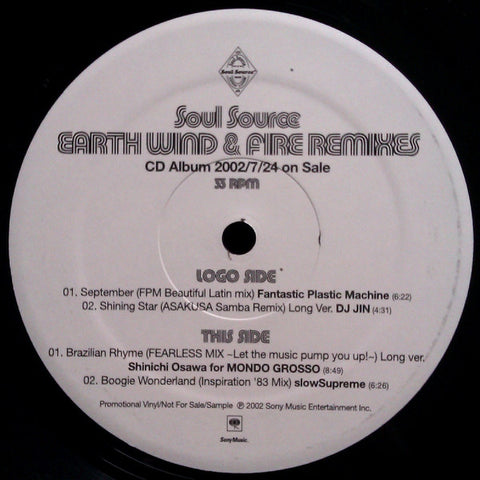 Soul Source
Soul Source
EARTH WIND & FIRE REMIXES
CD Album 2002/7/24 on Sale
33 RPM
LOGO SIDE
01. September (FPM Beautiful Latin mix) Fantastic Plastic Machine (6:22)
02. Shining Star (ASAKUSA Samba Remix) Long Ver. DJ JIN (4:31)
THIS SIDE
01. Brazilian Rhyme (FEARLESS MIX ~Let the music pump you up!~) Long ver.
Shinichi Osawa for MONDO GROSSO (8:49)
02. Boogie Wonderland (Inspiration '83 Mix) slowSupreme (6:26)
Promotional Vinyl/Not For Sale/Sample ℗ 2002 Sony Music Entertainment Inc.
Sony Music.